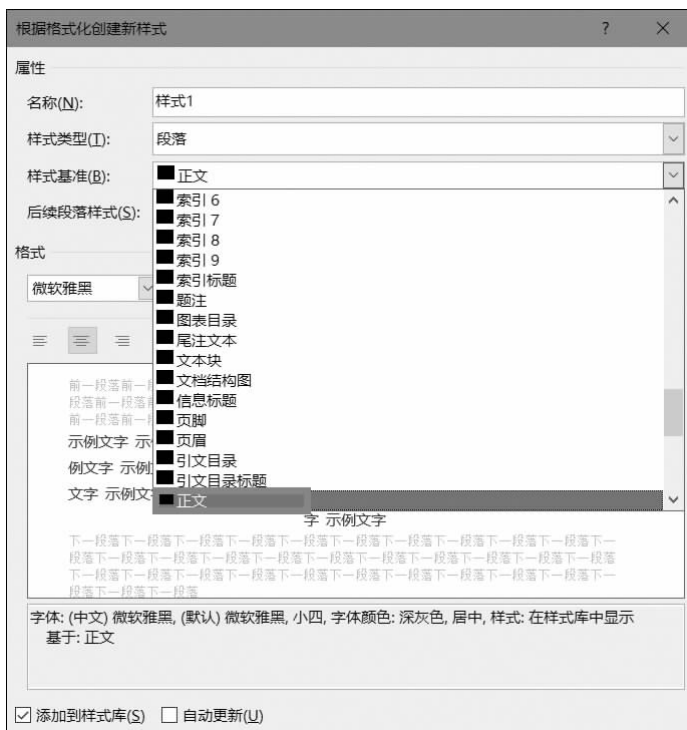 根据格式化创建新样式 ? ×
属性
名称(N): 样式1
样式类型(T): 段落
样式基准(B): 正文
后续段落样式(S):
索引 6
索引 7
索引 8
索引 9
索引标题
题注
图表目录
尾注文本
文本块
文档结构图
信息标题
页脚
页眉
引文目录
引文目录标题
正文
格式
微软雅黑
前一段落前一
段落前一段落
前一段落前一
示例文字 示
例文字 示例
文字 示例文
字 示例文字
下一段落下一段落下一段落下一段落下一段落下一段落下一段落下一段落下一
段落下一段落下一段落下一段落下一段落下一段落下一段落下一段落下一段落
下一段落下一段落下一段落下一段落下一段落下一段落下一段落下一段落下一
段落下一段落下一段落
字体: (中文) 微软雅黑, (默认) 微软雅黑, 小四, 字体颜色: 深灰色, 居中, 样式: 在样式库中显示
基于: 正文
添加到样式库(S) 自动更新(U)